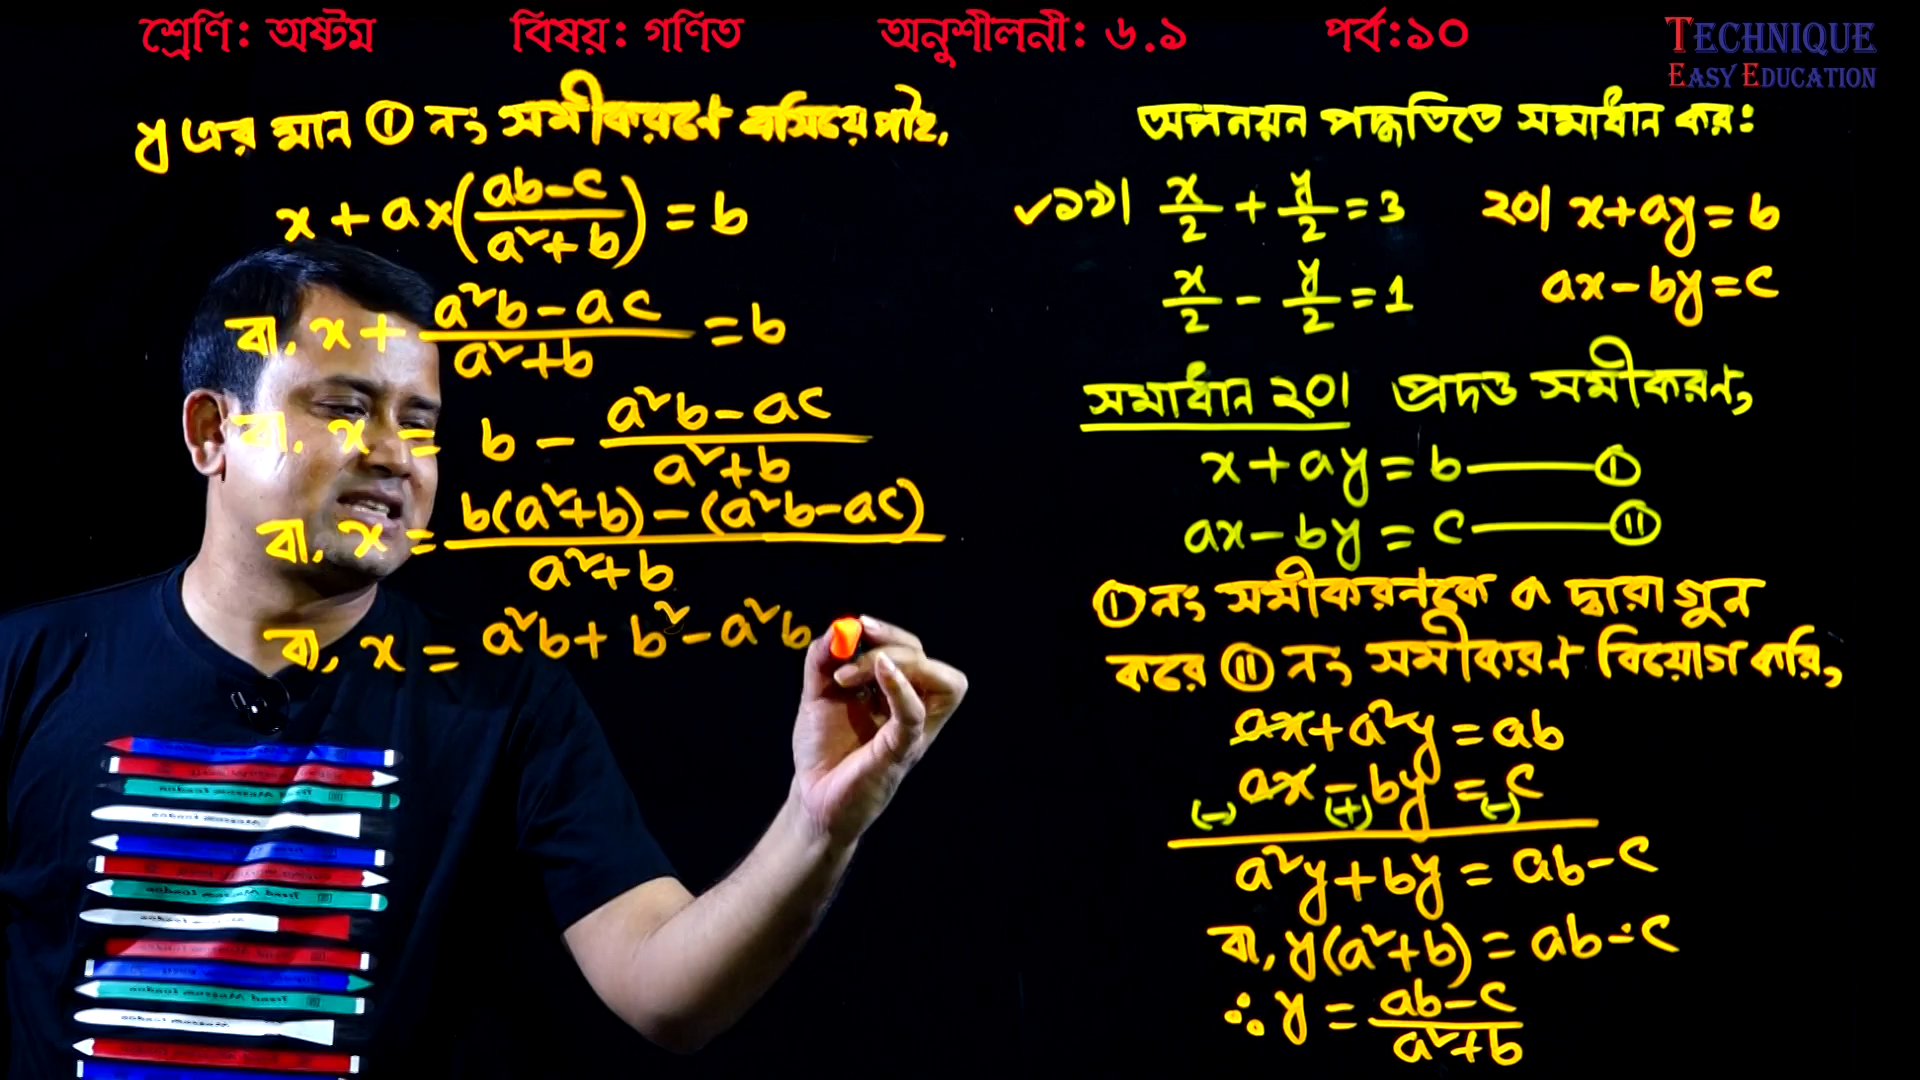 শ্রেণি: অষ্টম বিষয়: গণিত অনুশীলনী: ৬.১ পর্ব:১০
TECHNIQUE
EASY EDUCATION
y এর মান ① নং সমীকরণে বসিয়ে পাই,
x + a×((ab-c)/(a²+b)) = b
বা, x + (a²b-ac)/(a²+b) = b
বা, x = b - (a²b-ac)/(a²+b)
বা, x = (b(a²+b)-(a²b-ac))/(a²+b)
বা, x = a²b + b² - a²b
অপনয়ন পদ্ধতিতে সমাধান কর:
✓১৯। x/2 + y/2 = 3 ২০। x+ay=b
x/2 - y/2 = 1 ax-by=c
সমাধান ২০। প্রদত্ত সমীকরণ,
x+ay=b — ①
ax-by=c — ⑪
① নং সমীকরণকে a দ্বারা গুন
করে ⑪ নং সমীকরণ বিয়োগ করি,
ax+a²y=ab
ax-by=c
(-) (+) (-)
a²y+by=ab-c
বা, y(a²+b)=ab-c
∴ y = (ab-c)/(a²+b)